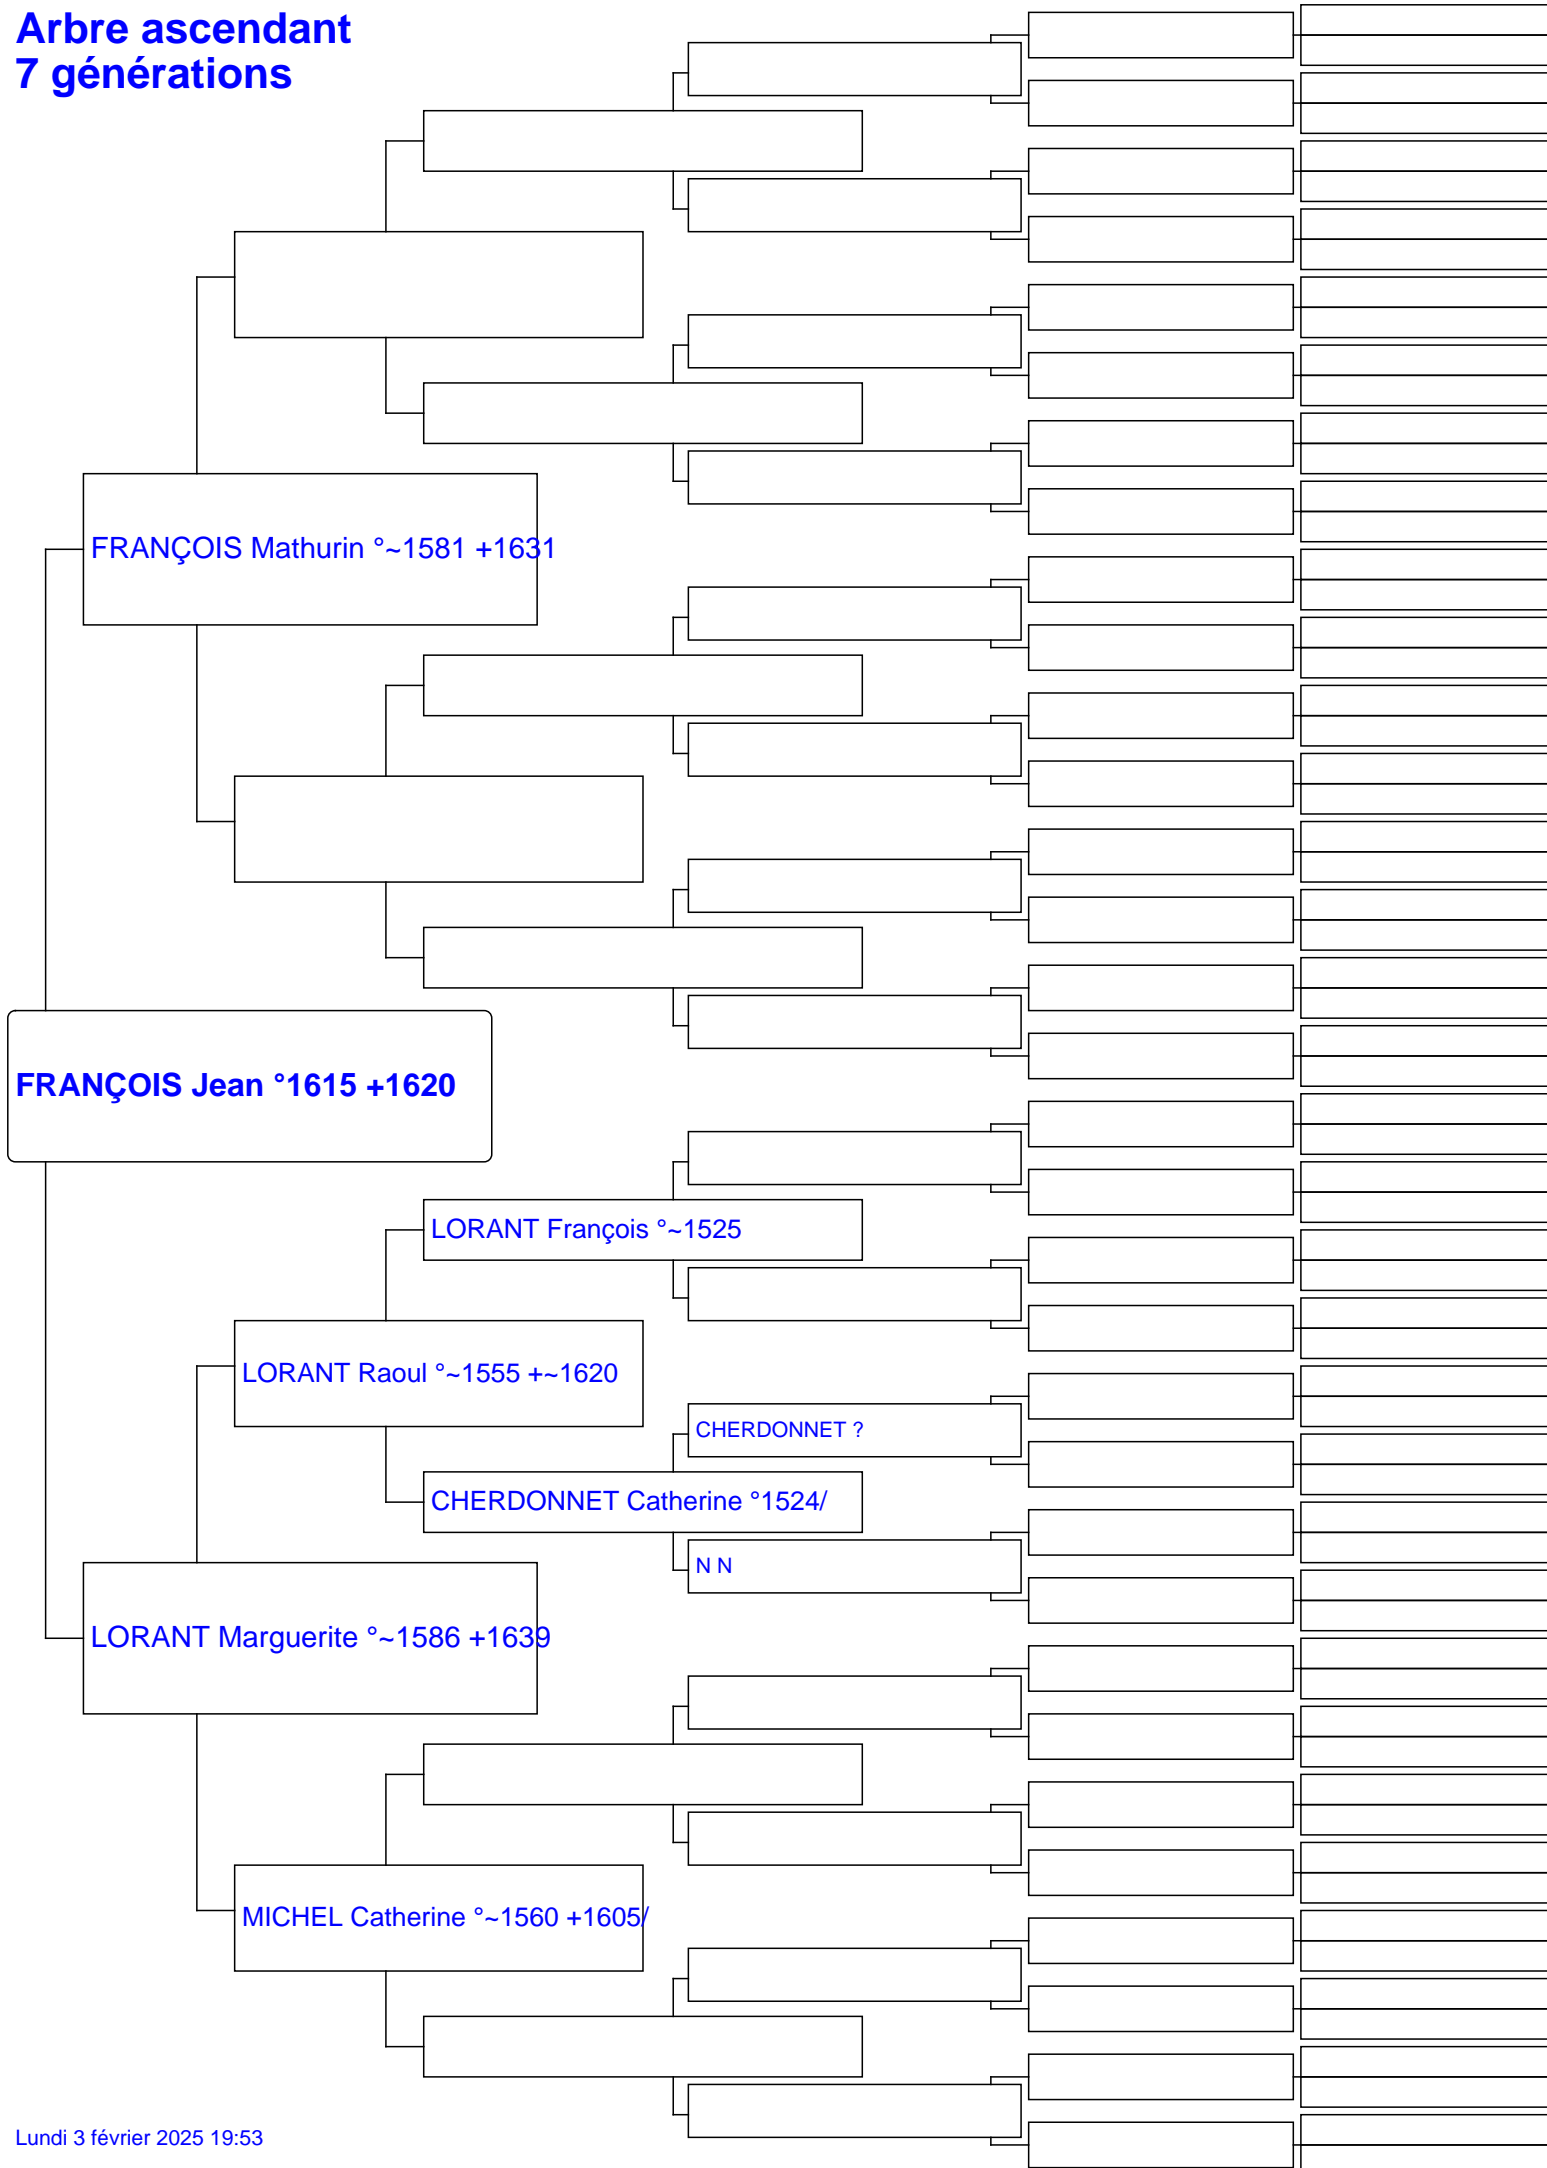 Arbre ascendant
7 générations
FRANÇOIS Mathurin °~1581 +1631
FRANÇOIS Jean °1615 +1620
LORANT François °~1525
LORANT Raoul °~1555 +~1620
CHERDONNET ?
CHERDONNET Catherine °1524/
N N
LORANT Marguerite °~1586 +1639
MICHEL Catherine °~1560 +1605/
Lundi 3 février 2025 19:53